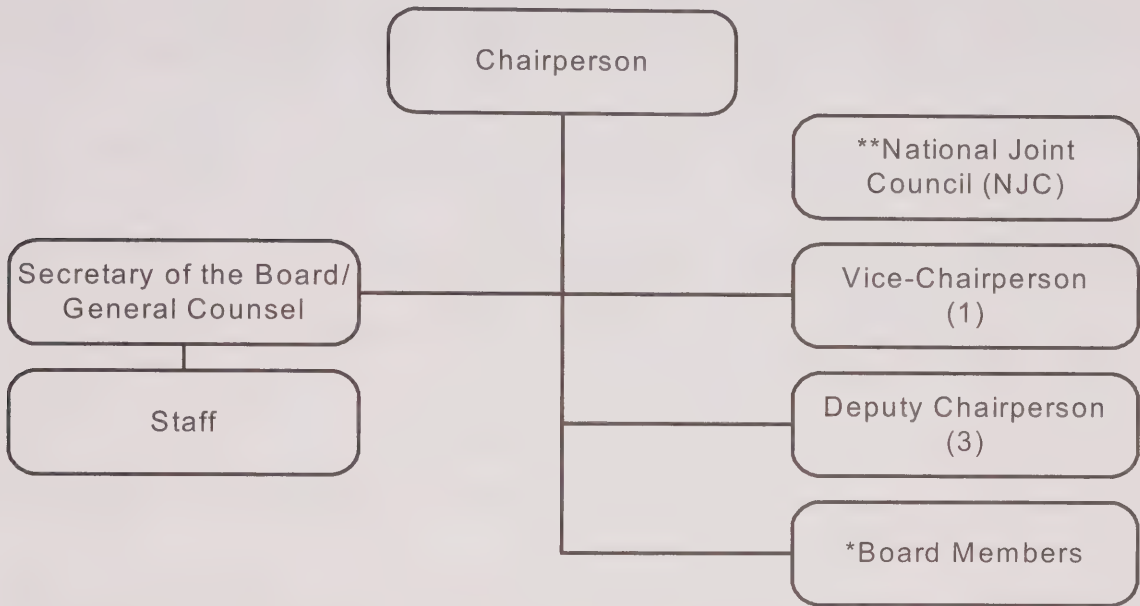 Chairperson
**National Joint
Council (NJC)
Secretary of the Board/
General Counsel
Vice-Chairperson
(1)
Staff
Deputy Chairperson
(3)
*Board Members